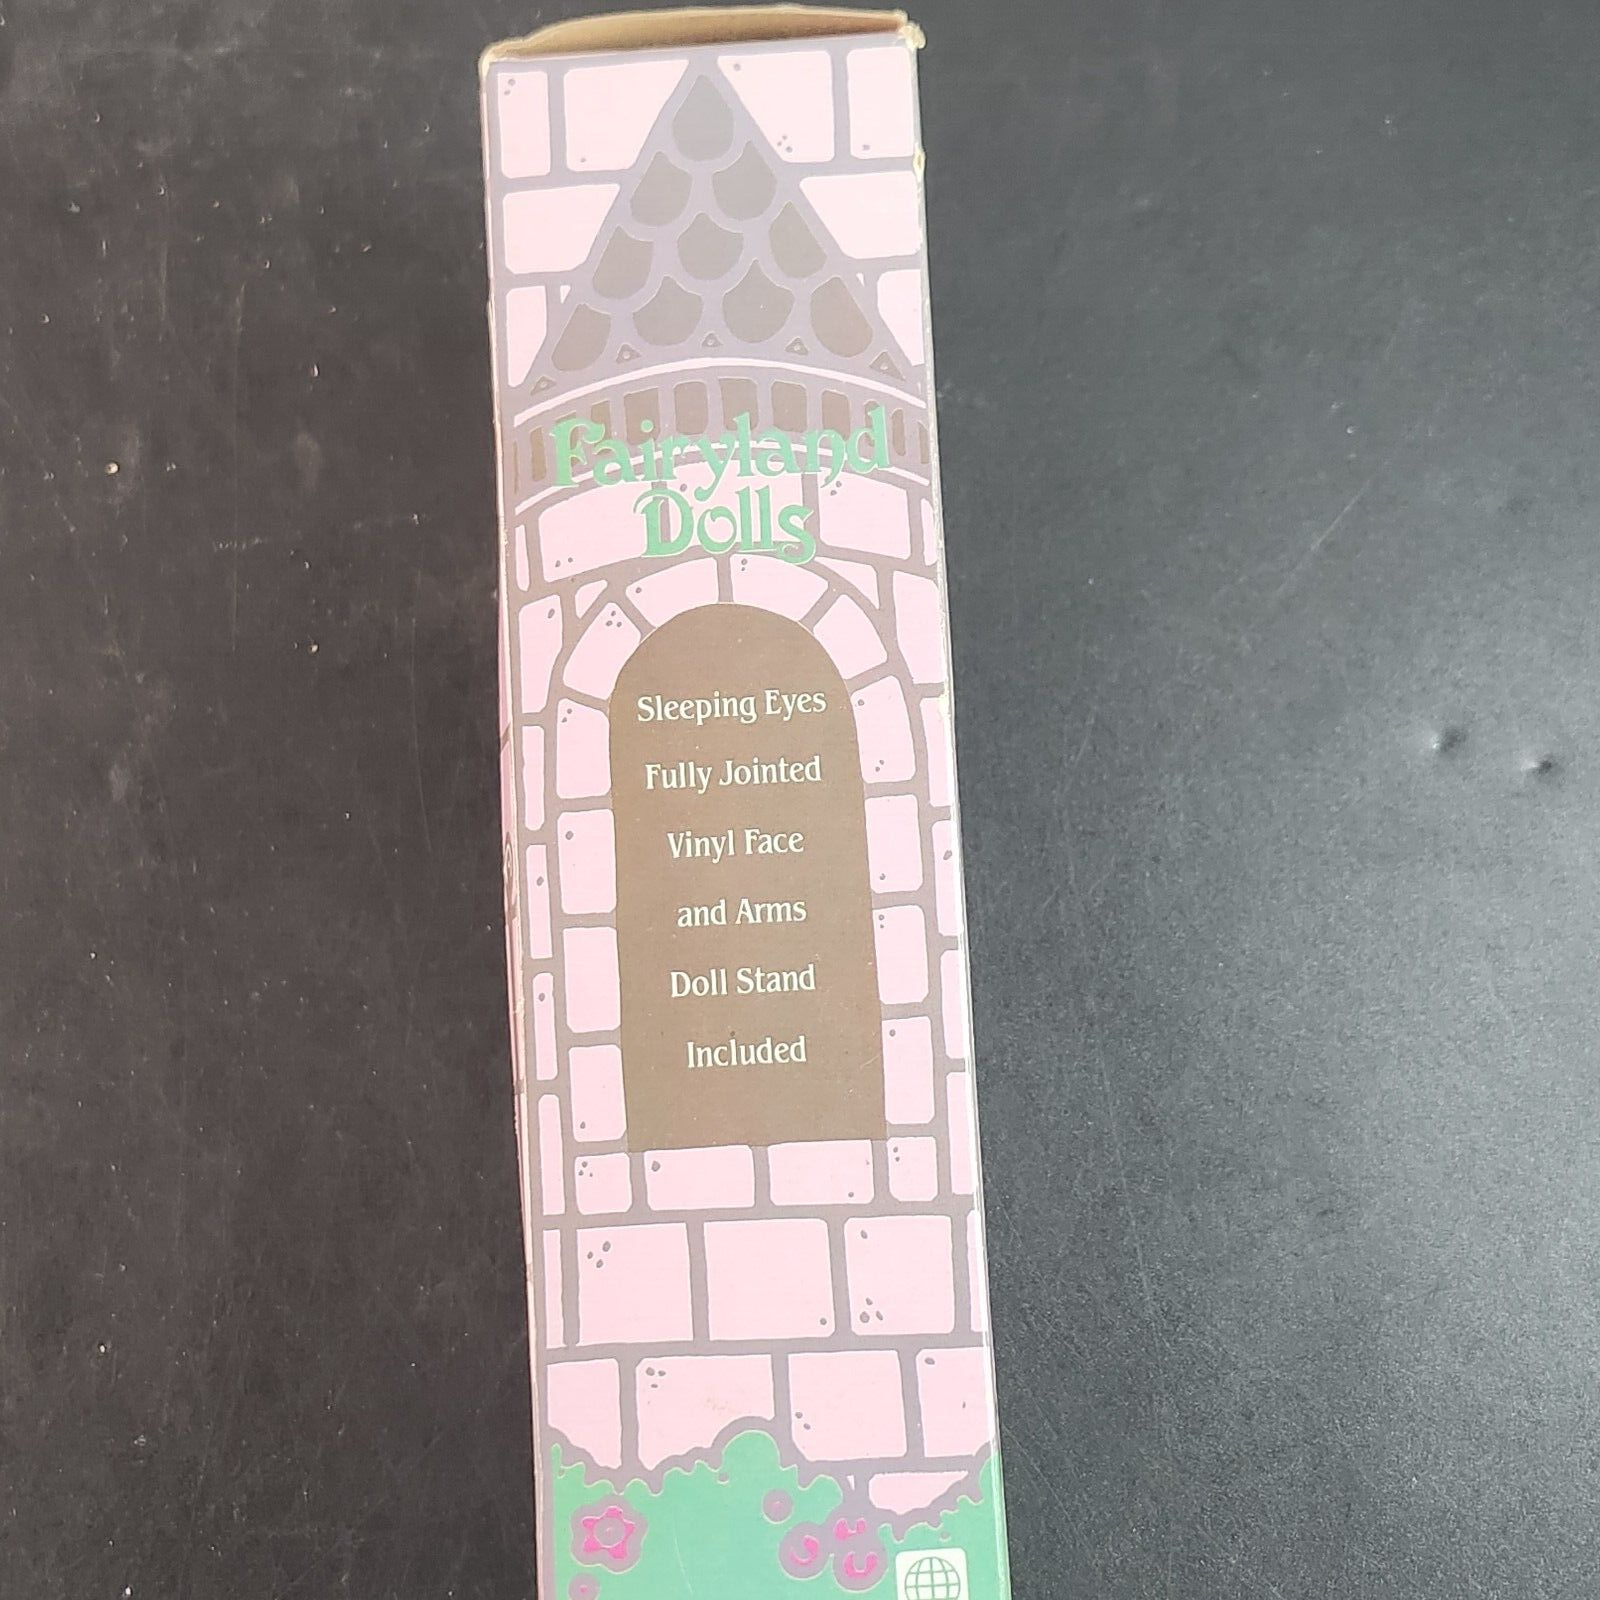 Fairyland
Dolls
Sleeping Eyes
Fully Jointed
Vinyl Face
and Arms
Doll Stand
Included